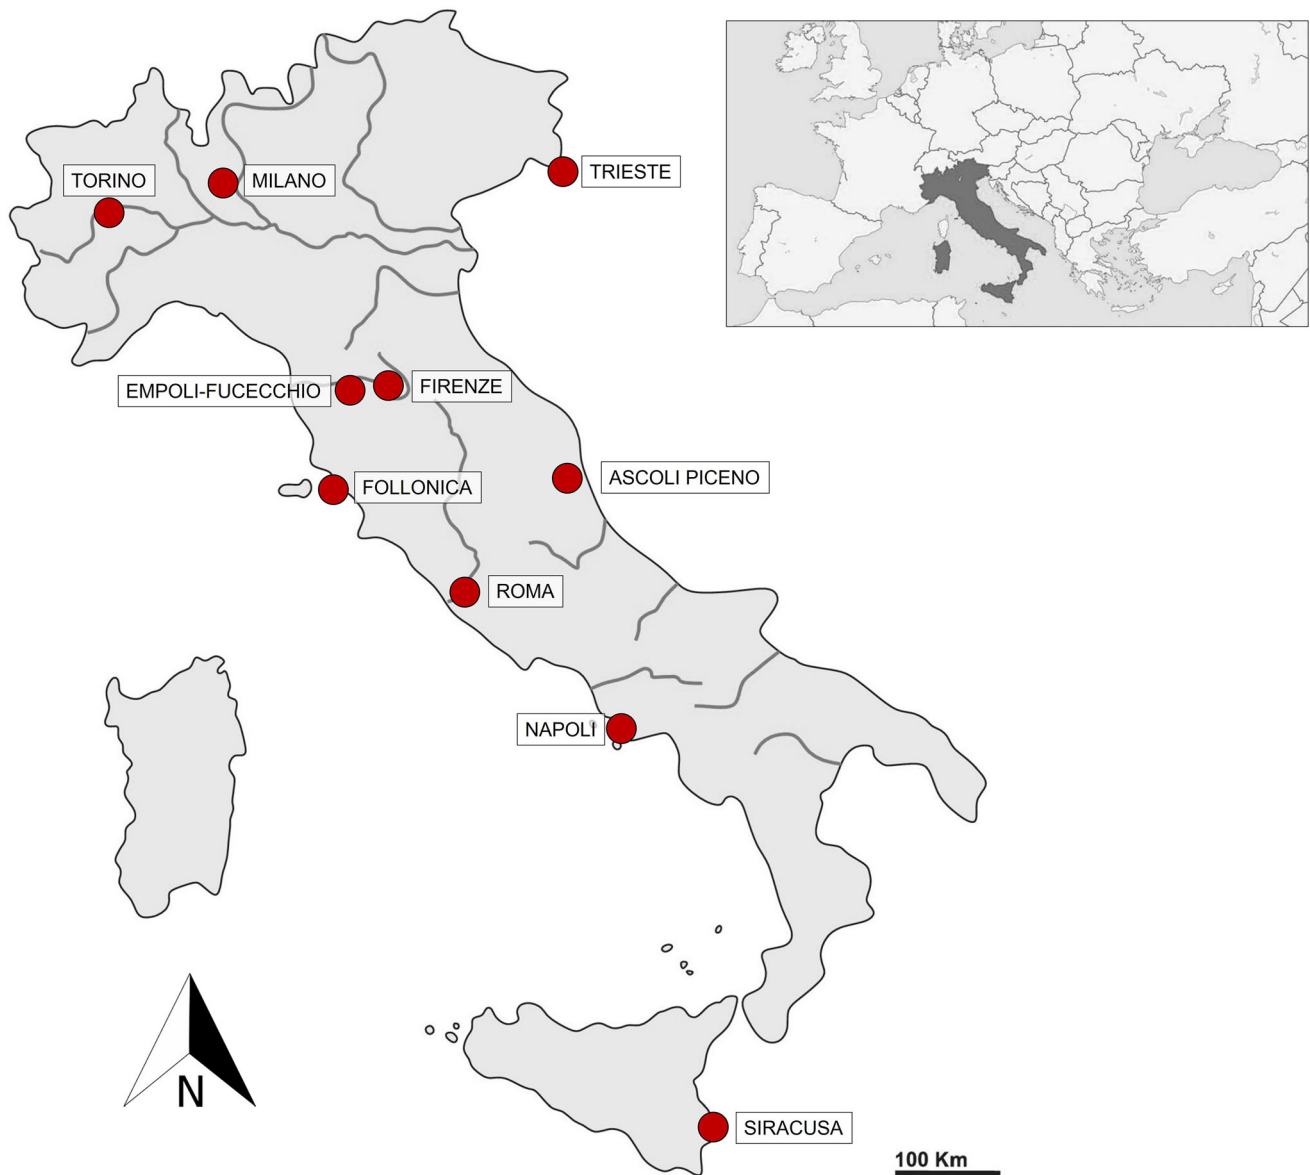 TRIESTE
TORINO
MILANO
FIRENZE
EMPOLI-FUCECCHIO
ASCOLI PICENO
FOLLONICA
ROMA
NAPOLI
N
SIRACUSA
100 Km